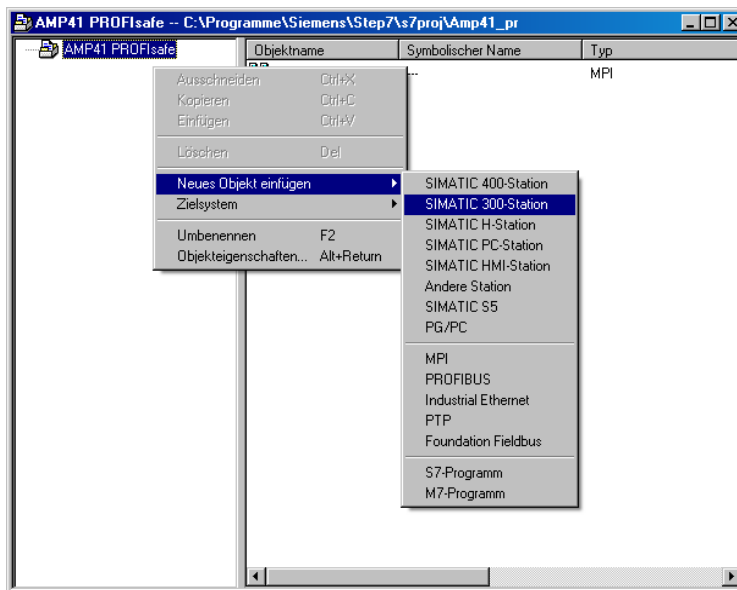 AMP41 PROFIsafe -- C:\Programme\Siemens\Step7\s7proj\Amp41_pr
AMP41 PROFIsafe
Objektname Symbolischer Name Typ
--- MPI
Ausschneiden Ctrl+X
Kopieren Ctrl+C
Einfügen Ctrl+V
Löschen Del
Neues Objekt einfügen
Zielsystem
Umbenennen F2
Objekteigenschaften... Alt+Return
SIMATIC 400-Station
SIMATIC 300-Station
SIMATIC H-Station
SIMATIC PC-Station
SIMATIC HMI-Station
Andere Station
SIMATIC S5
PG/PC
MPI
PROFIBUS
Industrial Ethernet
PTP
Foundation Fieldbus
S7-Programm
M7-Programm